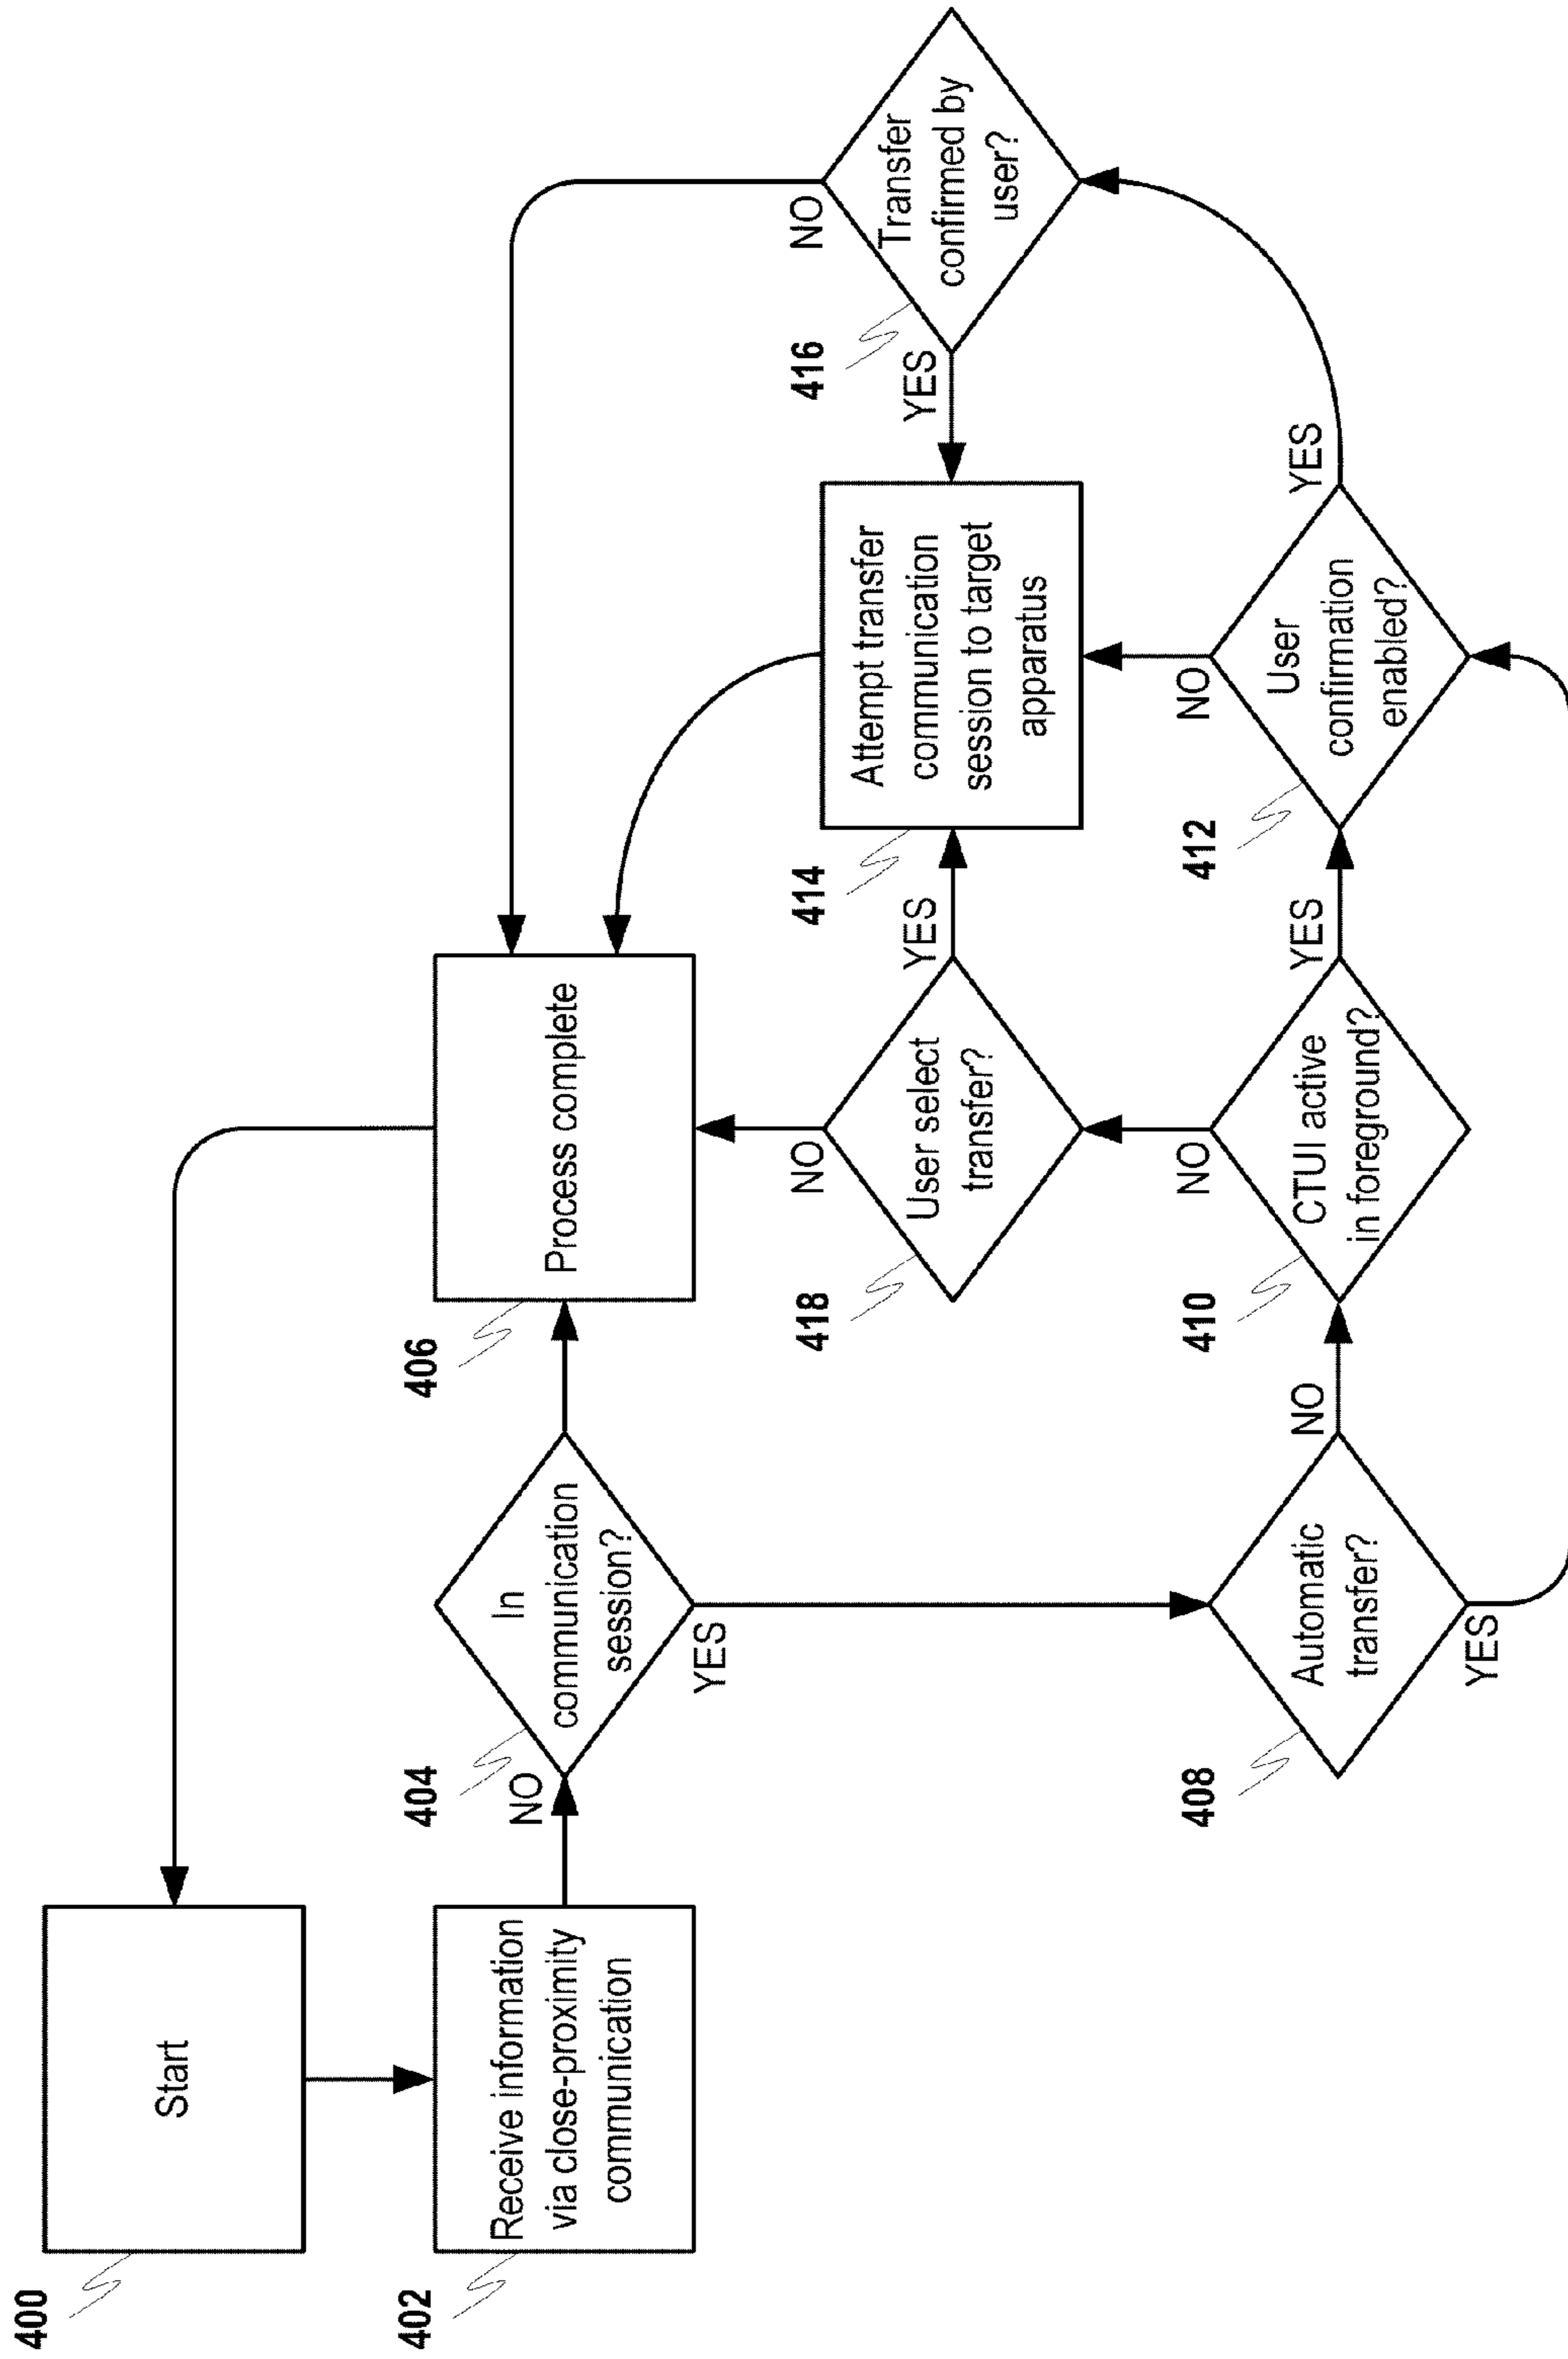 400
Start
402
Receive information
via close-proximity
communication
404
NO
In
communication
session?
YES
406
Process complete
408
Automatic
transfer?
NO
YES
410
CTUI active
in foreground?
NO
YES
418
User select
transfer?
NO
YES
412
User
confirmation
enabled?
NO
YES
414
Attempt transfer
communication
session to target
apparatus
416
Transfer
confirmed by
user?
YES
NO